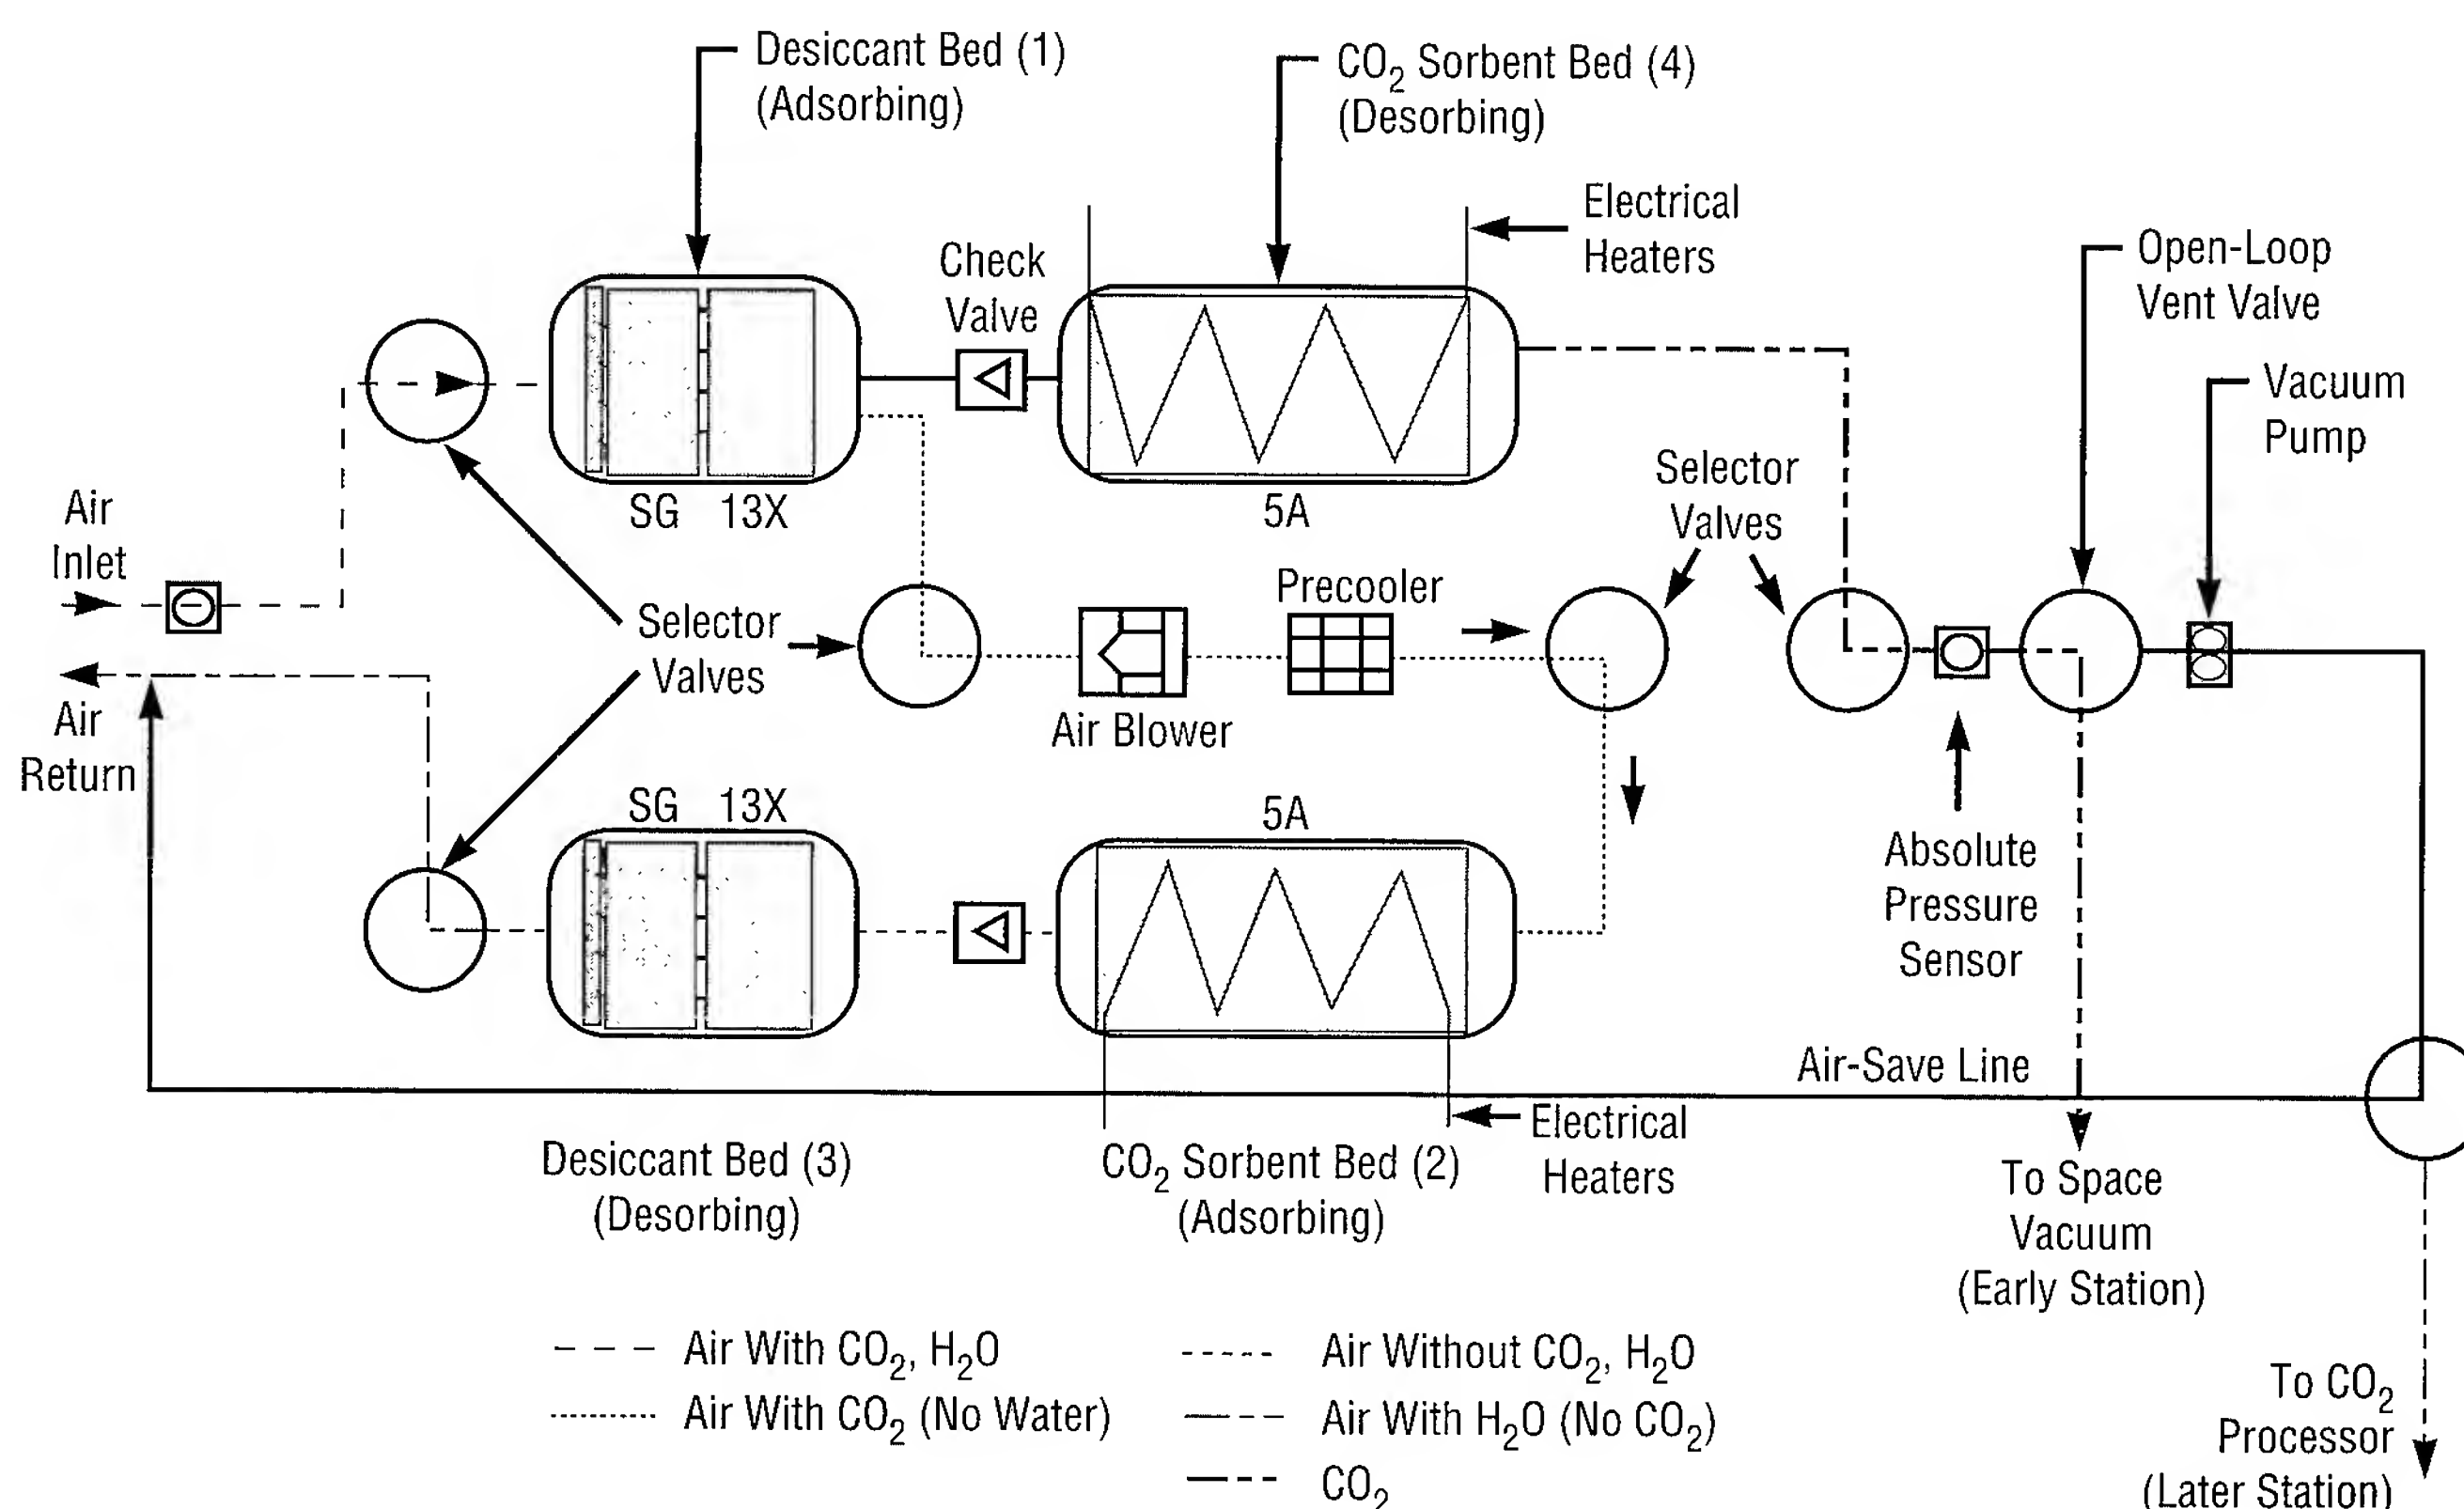 Desiccant Bed (1)
(Adsorbing)
CO2 Sorbent Bed (4)
(Desorbing)
Electrical
Heaters
Check
Valve
Open-Loop
Vent Valve
Vacuum
Pump
SG 13X
5A
Selector
Valves
Air
Inlet
Selector
Valves
Precooler
Air Blower
Air
Return
SG 13X
5A
Absolute
Pressure
Sensor
Air-Save Line
Electrical
Heaters
Desiccant Bed (3)
(Desorbing)
CO2 Sorbent Bed (2)
(Adsorbing)
To Space
Vacuum
(Early Station)
To CO2
Processor
(Later Station)
Air With CO2, H2O
Air With CO2 (No Water)
Air Without CO2, H2O
Air With H2O (No CO2)
CO2